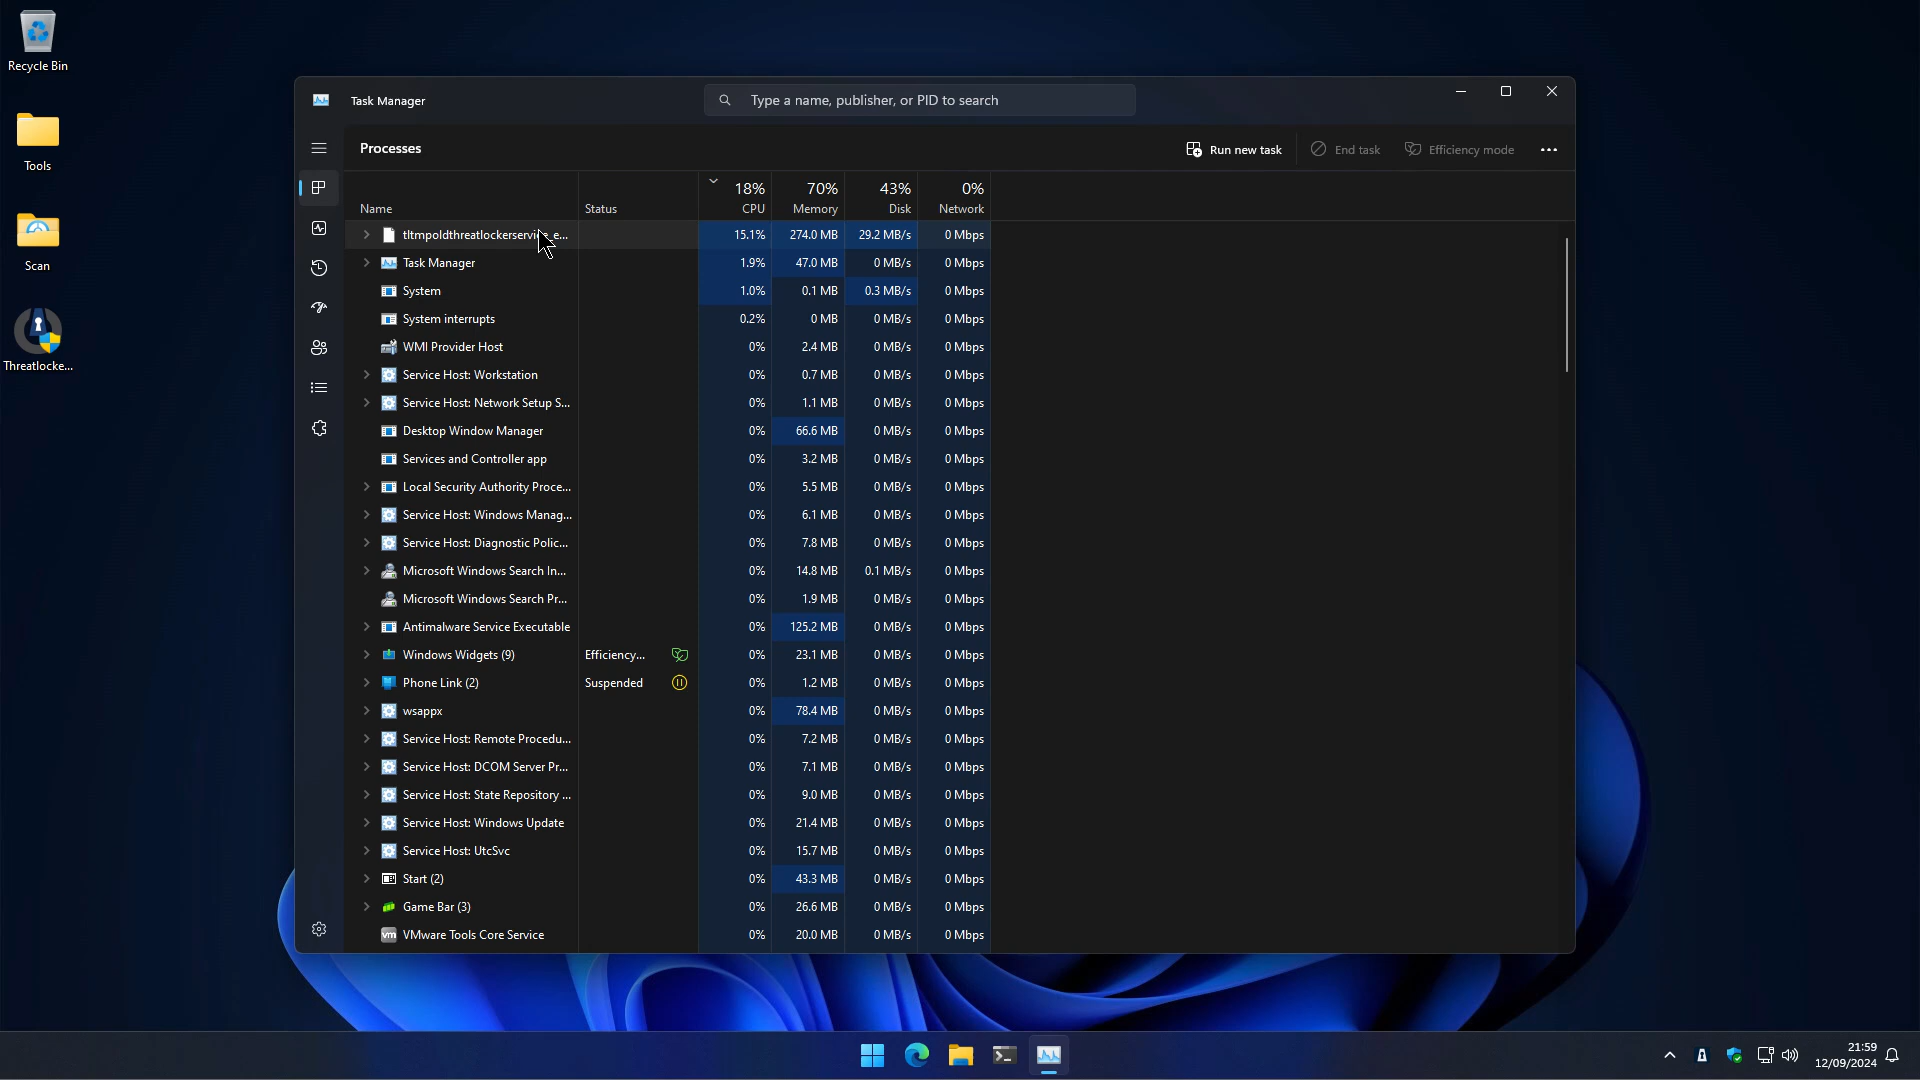 Recycle Bin
Tools
Scan
Threatlocke...
Task Manager
Type a name, publisher, or PID to search
Processes
Run new task
End task
Efficiency mode
18% 70% 43% 0%
Name Status CPU Memory Disk Network
tltmpoldthreatlockerservice_e... 15.1% 274.0 MB 29.2 MB/s 0 Mbps
Task Manager 1.9% 47.0 MB 0 MB/s 0 Mbps
System 1.0% 0.1 MB 0.3 MB/s 0 Mbps
System interrupts 0.2% 0 MB 0 MB/s 0 Mbps
WMI Provider Host 0% 2.4 MB 0 MB/s 0 Mbps
Service Host: Workstation 0% 0.7 MB 0 MB/s 0 Mbps
Service Host: Network Setup S... 0% 1.1 MB 0 MB/s 0 Mbps
Desktop Window Manager 0% 66.6 MB 0 MB/s 0 Mbps
Services and Controller app 0% 3.2 MB 0 MB/s 0 Mbps
Local Security Authority Proce... 0% 5.5 MB 0 MB/s 0 Mbps
Service Host: Windows Manag... 0% 6.1 MB 0 MB/s 0 Mbps
Service Host: Diagnostic Polic... 0% 7.8 MB 0 MB/s 0 Mbps
Microsoft Windows Search In... 0% 14.8 MB 0.1 MB/s 0 Mbps
Microsoft Windows Search Pr... 0% 1.9 MB 0 MB/s 0 Mbps
Antimalware Service Executable 0% 125.2 MB 0 MB/s 0 Mbps
Windows Widgets (9) Efficiency... 0% 23.1 MB 0 MB/s 0 Mbps
Phone Link (2) Suspended 0% 1.2 MB 0 MB/s 0 Mbps
wsappx 0% 78.4 MB 0 MB/s 0 Mbps
Service Host: Remote Procedu... 0% 7.2 MB 0 MB/s 0 Mbps
Service Host: DCOM Server Pr... 0% 7.1 MB 0 MB/s 0 Mbps
Service Host: State Repository ... 0% 9.0 MB 0 MB/s 0 Mbps
Service Host: Windows Update 0% 21.4 MB 0 MB/s 0 Mbps
Service Host: UtcSvc 0% 15.7 MB 0 MB/s 0 Mbps
Start (2) 0% 43.3 MB 0 MB/s 0 Mbps
Game Bar (3) 0% 26.6 MB 0 MB/s 0 Mbps
vm VMware Tools Core Service 0% 20.0 MB 0 MB/s 0 Mbps
21:59
12/09/2024